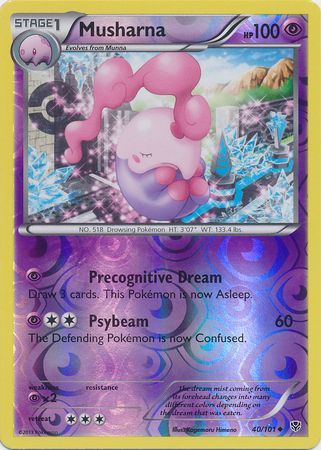 STAGE1
Musharna
HP100
Evolves from Munna
NO. 518 Drowsing Pokémon HT: 3'07" WT: 133.4 lbs.
Precognitive Dream
Draw 3 cards. This Pokémon is now Asleep.
Psybeam 60
The Defending Pokémon is now Confused.
weakness
×2
resistance
retreat
The dream mist coming from
its forehead changes into many
different colors depending on
the dream that was eaten.
Illus. Kagemaru Himeno
40/101
©2013 Pokémon